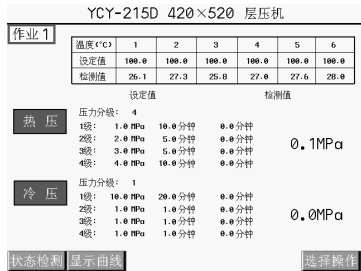 YCY-215D 420×520 层压机
作业1
温度(℃) 1 2 3 4 5 6
设定值 100.0 100.0 100.0 100.0 100.0 100.0
检测值 26.1 27.3 25.8 27.0 27.6 28.0
设定值 检测值
热 压
压力分级: 4
1级: 1.0 MPa 10.0分钟 0.0分钟
2级: 2.0 MPa 5.0分钟 0.0分钟
3级: 3.0 MPa 5.0分钟 0.0分钟
4级: 4.0 MPa 10.0分钟 0.0分钟
0.1MPa
冷 压
压力分级: 1
1级: 10.0 MPa 20.0分钟 0.0分钟
2级: 1.0 MPa 1.0分钟 0.0分钟
3级: 1.0 MPa 1.0分钟 0.0分钟
4级: 1.0 MPa 1.0分钟 0.0分钟
0.0MPa
状态检测 显示曲线 选择操作